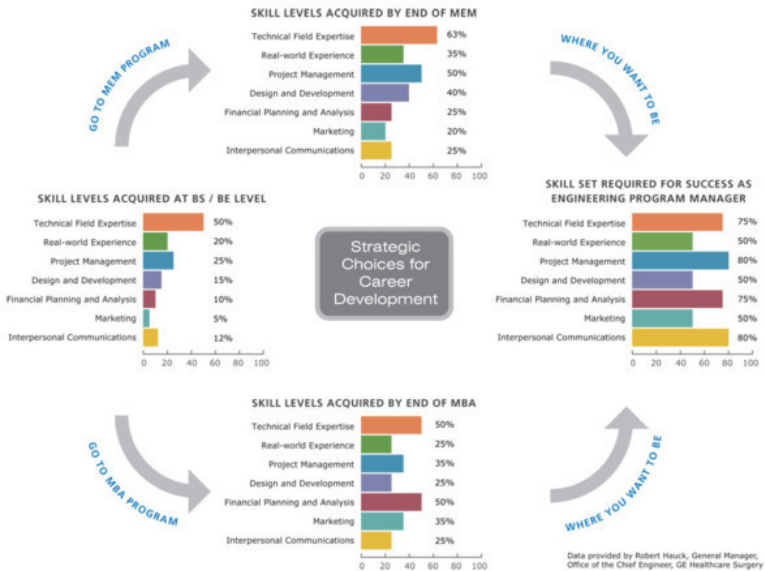 SKILL LEVELS ACQUIRED BY END OF MEM
Technical Field Expertise 63%
Real-world Experience 35%
Project Management 50%
Design and Development 40%
Financial Planning and Analysis 25%
Marketing 20%
Interpersonal Communications 25%
0 20 40 60 80 100
GO TO MEM PROGRAM
WHERE YOU WANT TO BE
SKILL LEVELS ACQUIRED AT BS / BE LEVEL
Technical Field Expertise 50%
Real-world Experience 20%
Project Management 25%
Design and Development 15%
Financial Planning and Analysis 10%
Marketing 5%
Interpersonal Communications 12%
0 20 40 60 80 100
Strategic
Choices for
Career
Development
SKILL SET REQUIRED FOR SUCCESS AS
ENGINEERING PROGRAM MANAGER
Technical Field Expertise 75%
Real-world Experience 50%
Project Management 80%
Design and Development 50%
Financial Planning and Analysis 75%
Marketing 50%
Interpersonal Communications 80%
0 20 40 60 80 100
SKILL LEVELS ACQUIRED BY END OF MBA
Technical Field Expertise 50%
Real-world Experience 25%
Project Management 35%
Design and Development 25%
Financial Planning and Analysis 50%
Marketing 35%
Interpersonal Communications 25%
0 20 40 60 80 100
GO TO MBA PROGRAM
WHERE YOU WANT TO BE
Data provided by Robert Hauck, General Manager,
Office of the Chief Engineer, GE Healthcare Surgery